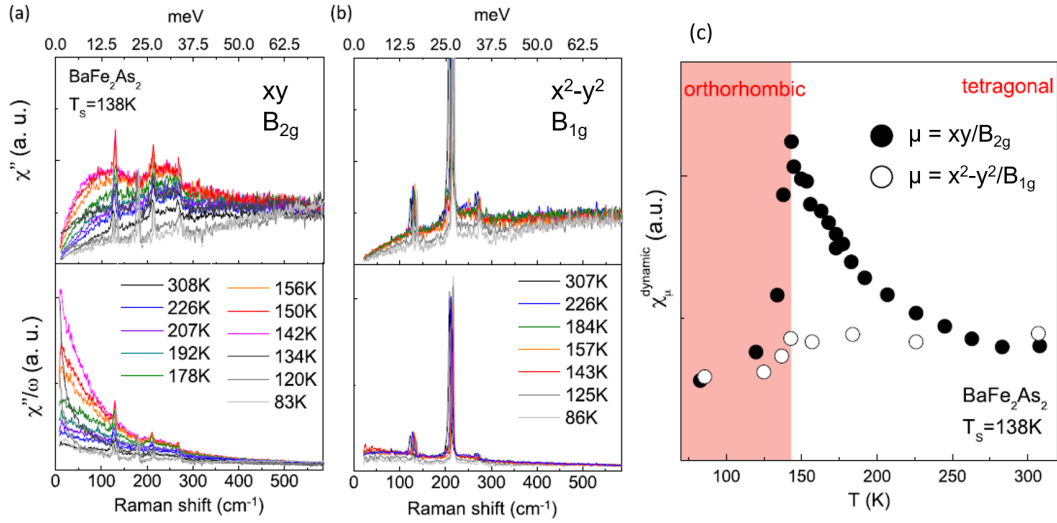 (a)
meV
0.0 12.5 25.0 37.5 50.0 62.5
BaFe₂As₂
Tₛ=138K
xy
B₂g
χ'' (a. u.)
308K
226K
207K
192K
178K
156K
150K
142K
134K
120K
83K
χ''/ω (a. u.)
0 100 200 300 400 500
Raman shift (cm⁻¹)
(b)
meV
0.0 12.5 25.0 37.5 50.0 62.5
x²-y²
B₁g
307K
226K
184K
157K
143K
125K
86K
0 100 200 300 400 500
Raman shift (cm⁻¹)
(c)
orthorhombic
tetragonal
μ = xy/B₂g
μ = x²-y²/B₁g
χμ dynamic (a.u.)
BaFe₂As₂
Tₛ=138K
100 150 200 250 300
T (K)